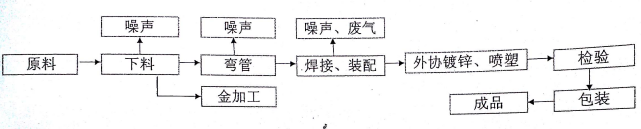 噪声
噪声
噪声、废气
原料
下料
弯管
焊接、装配
外协镀锌、喷塑
检验
金加工
成品
包装